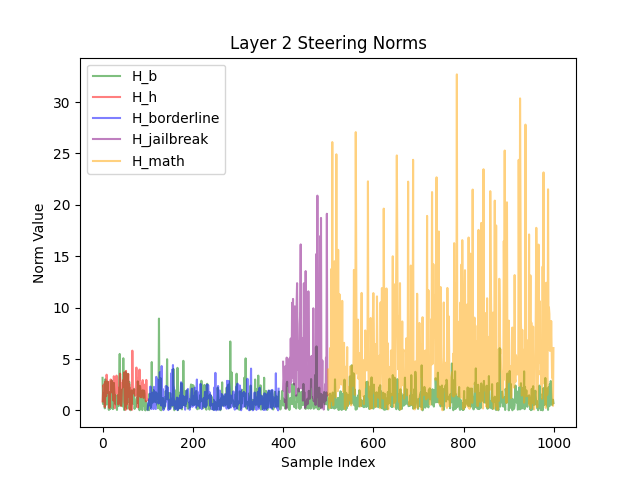 Layer 2 Steering Norms
H_b
H_h
H_borderline
H_jailbreak
H_math
Norm Value
30
25
20
15
10
5
0
0 200 400 600 800 1000
Sample Index